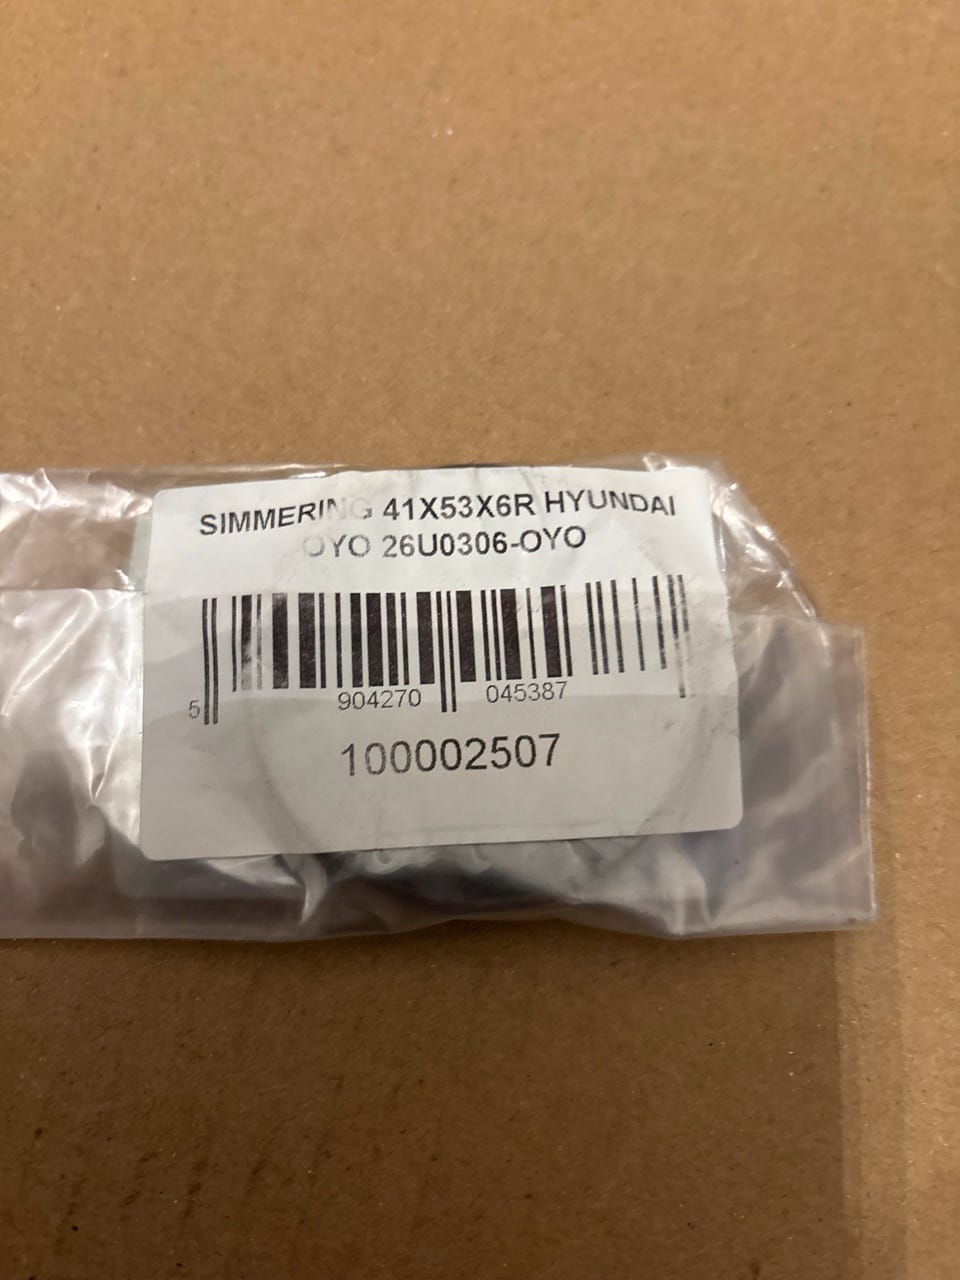 SIMMERING 41X53X6R HYUNDAI
OYO 26U0306-OYO
5 904270 045387
100002507